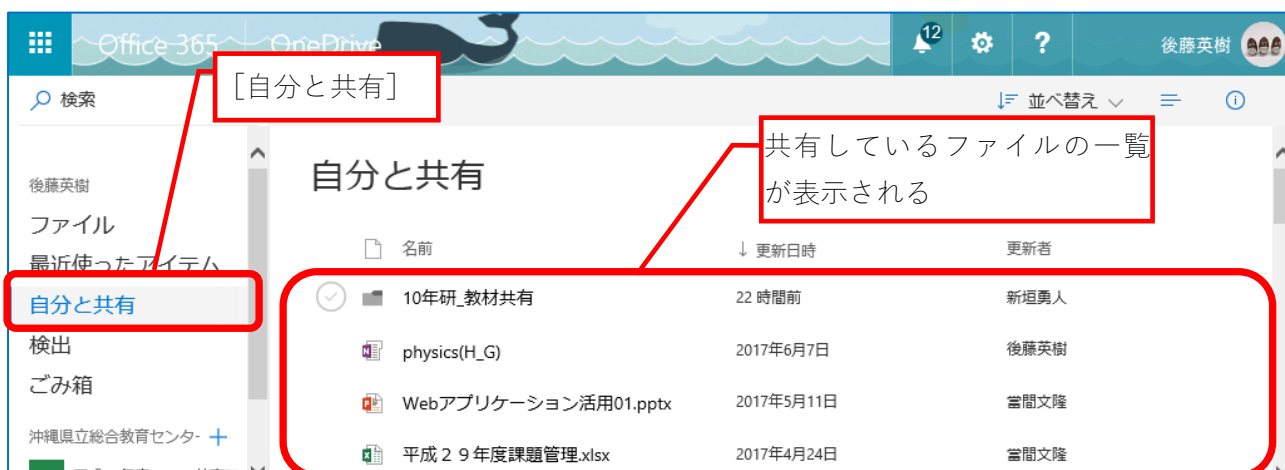 Office 365
OneDrive
12
?
後藤英樹
[自分と共有]
検索
並べ替え
自分と共有
共有しているファイルの一覧
が表示される
後藤英樹
ファイル
最近使ったアイテム
自分と共有
検出
ごみ箱
沖縄県立総合教育センター
名前
↓ 更新日時
更新者
10年研_教材共有
22 時間前
新垣勇人
physics(H_G)
2017年6月7日
後藤英樹
Webアプリケーション活用01.pptx
2017年5月11日
當間文隆
平成29年度課題管理.xlsx
2017年4月24日
當間文隆